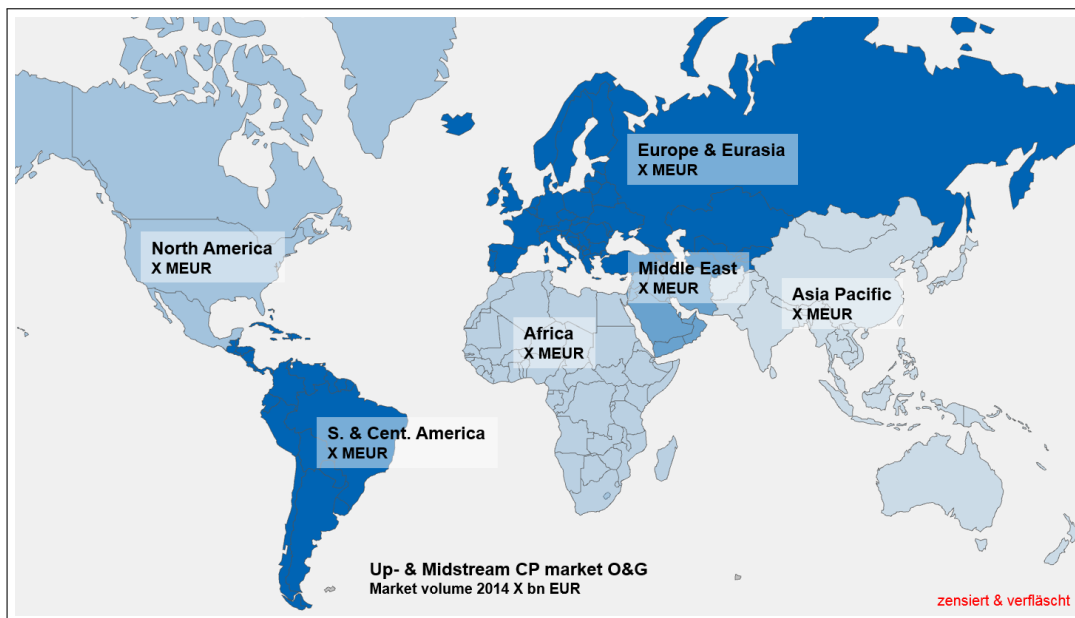 Europe & Eurasia
X MEUR
North America
X MEUR
Middle East
X MEUR
Asia Pacific
X MEUR
Africa
X MEUR
S. & Cent. America
X MEUR
Up- & Midstream CP market O&G
Market volume 2014 X bn EUR
zensiert & verfläscht